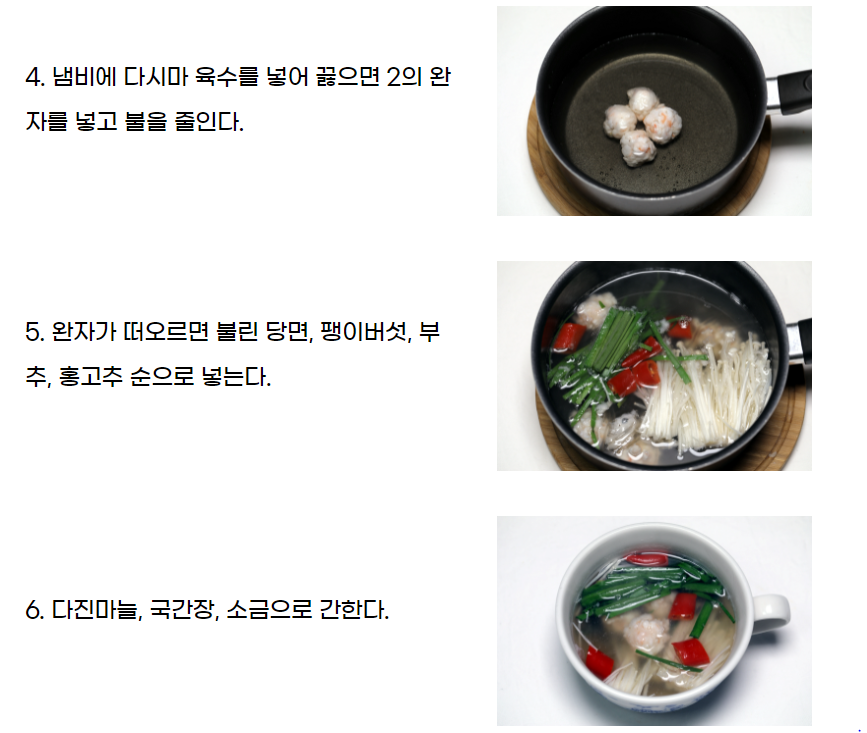 4. 냄비에 다시마 육수를 넣어 끓으면 2의 완
자를 넣고 불을 줄인다.
5. 완자가 떠오르면 불린 당면, 팽이버섯, 부
추, 홍고추 순으로 넣는다.
6. 다진마늘, 국간장, 소금으로 간한다.